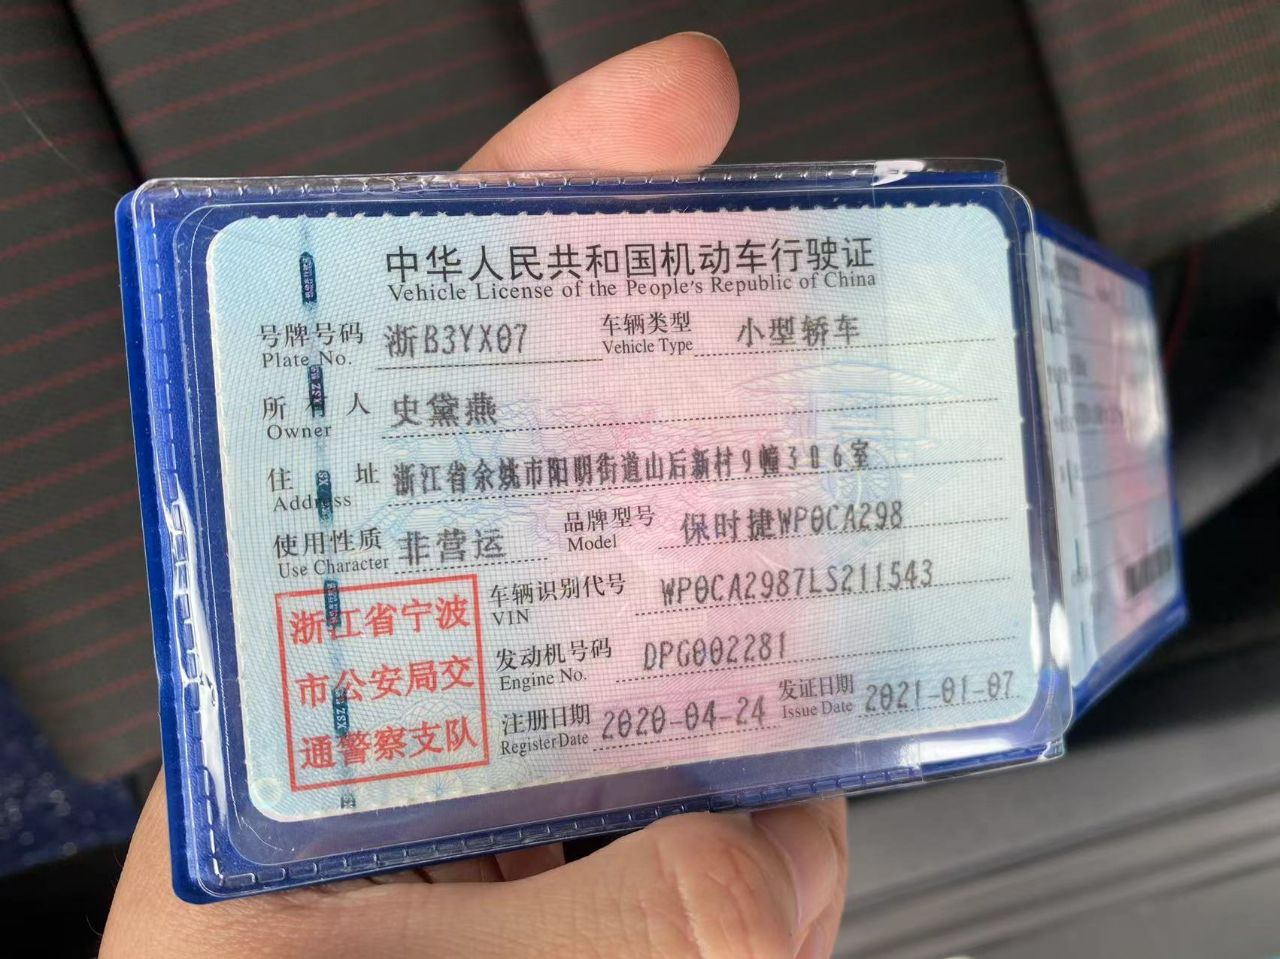 中华人民共和国机动车行驶证
Vehicle License of the People's Republic of China
号牌号码 浙B3YX07 车辆类型 小型轿车
Plate No. Vehicle Type
所有人 史黛燕
Owner
住址 浙江省余姚市阳明街道山后新村9幢306室
Address
使用性质 非营运 品牌型号 保时捷WP0CA298
Use Character Model
浙江省宁波
市公安局交
通警察支队
车辆识别代号 WP0CA2987LS211543
VIN
发动机号码 DPG002281
Engine No.
注册日期 2020-04-24 发证日期 2021-01-07
Register Date Issue Date